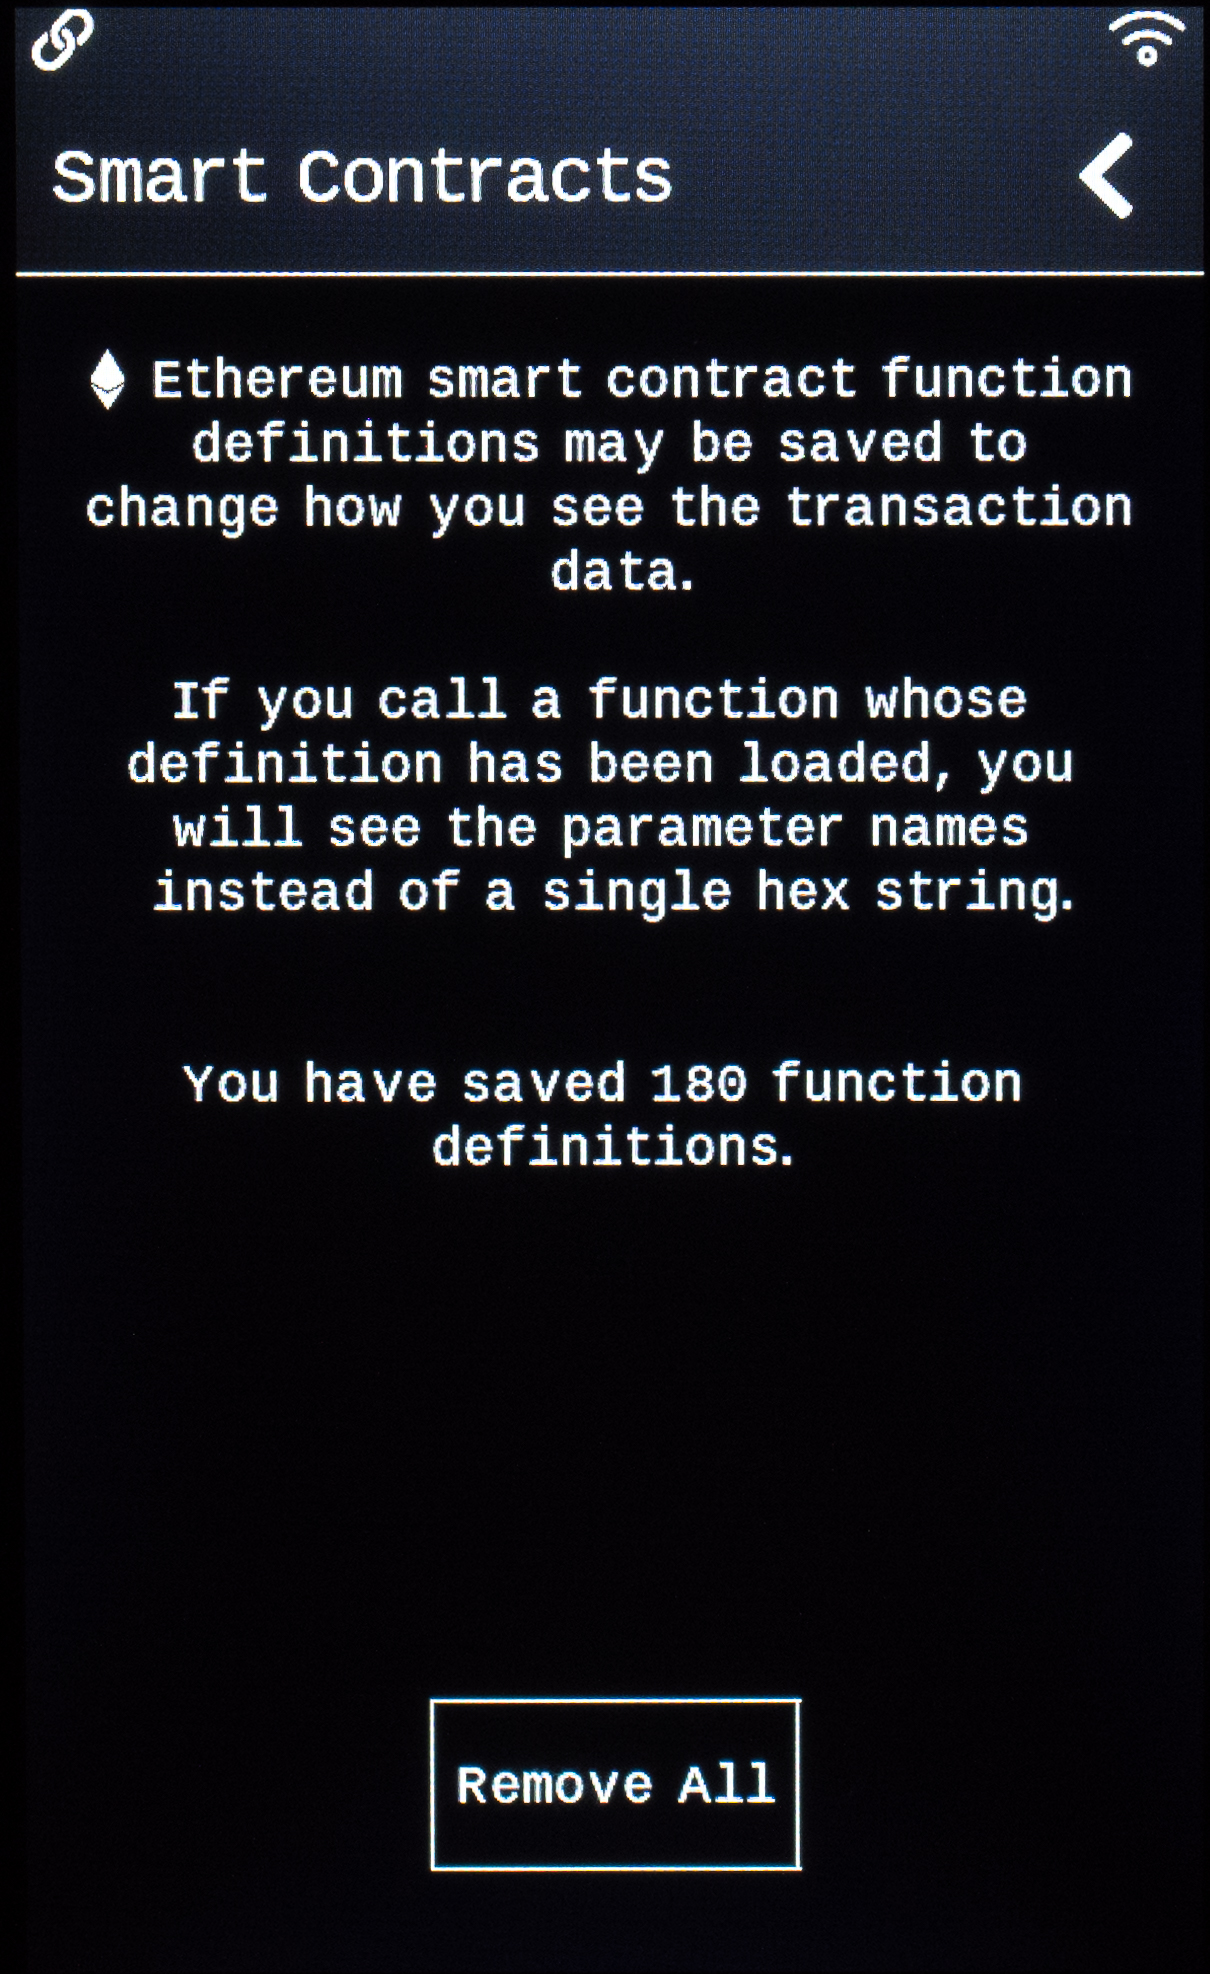 Smart Contracts
Ethereum smart contract function
definitions may be saved to
change how you see the transaction
data.
If you call a function whose
definition has been loaded, you
will see the parameter names
instead of a single hex string.
You have saved 180 function
definitions.
Remove All